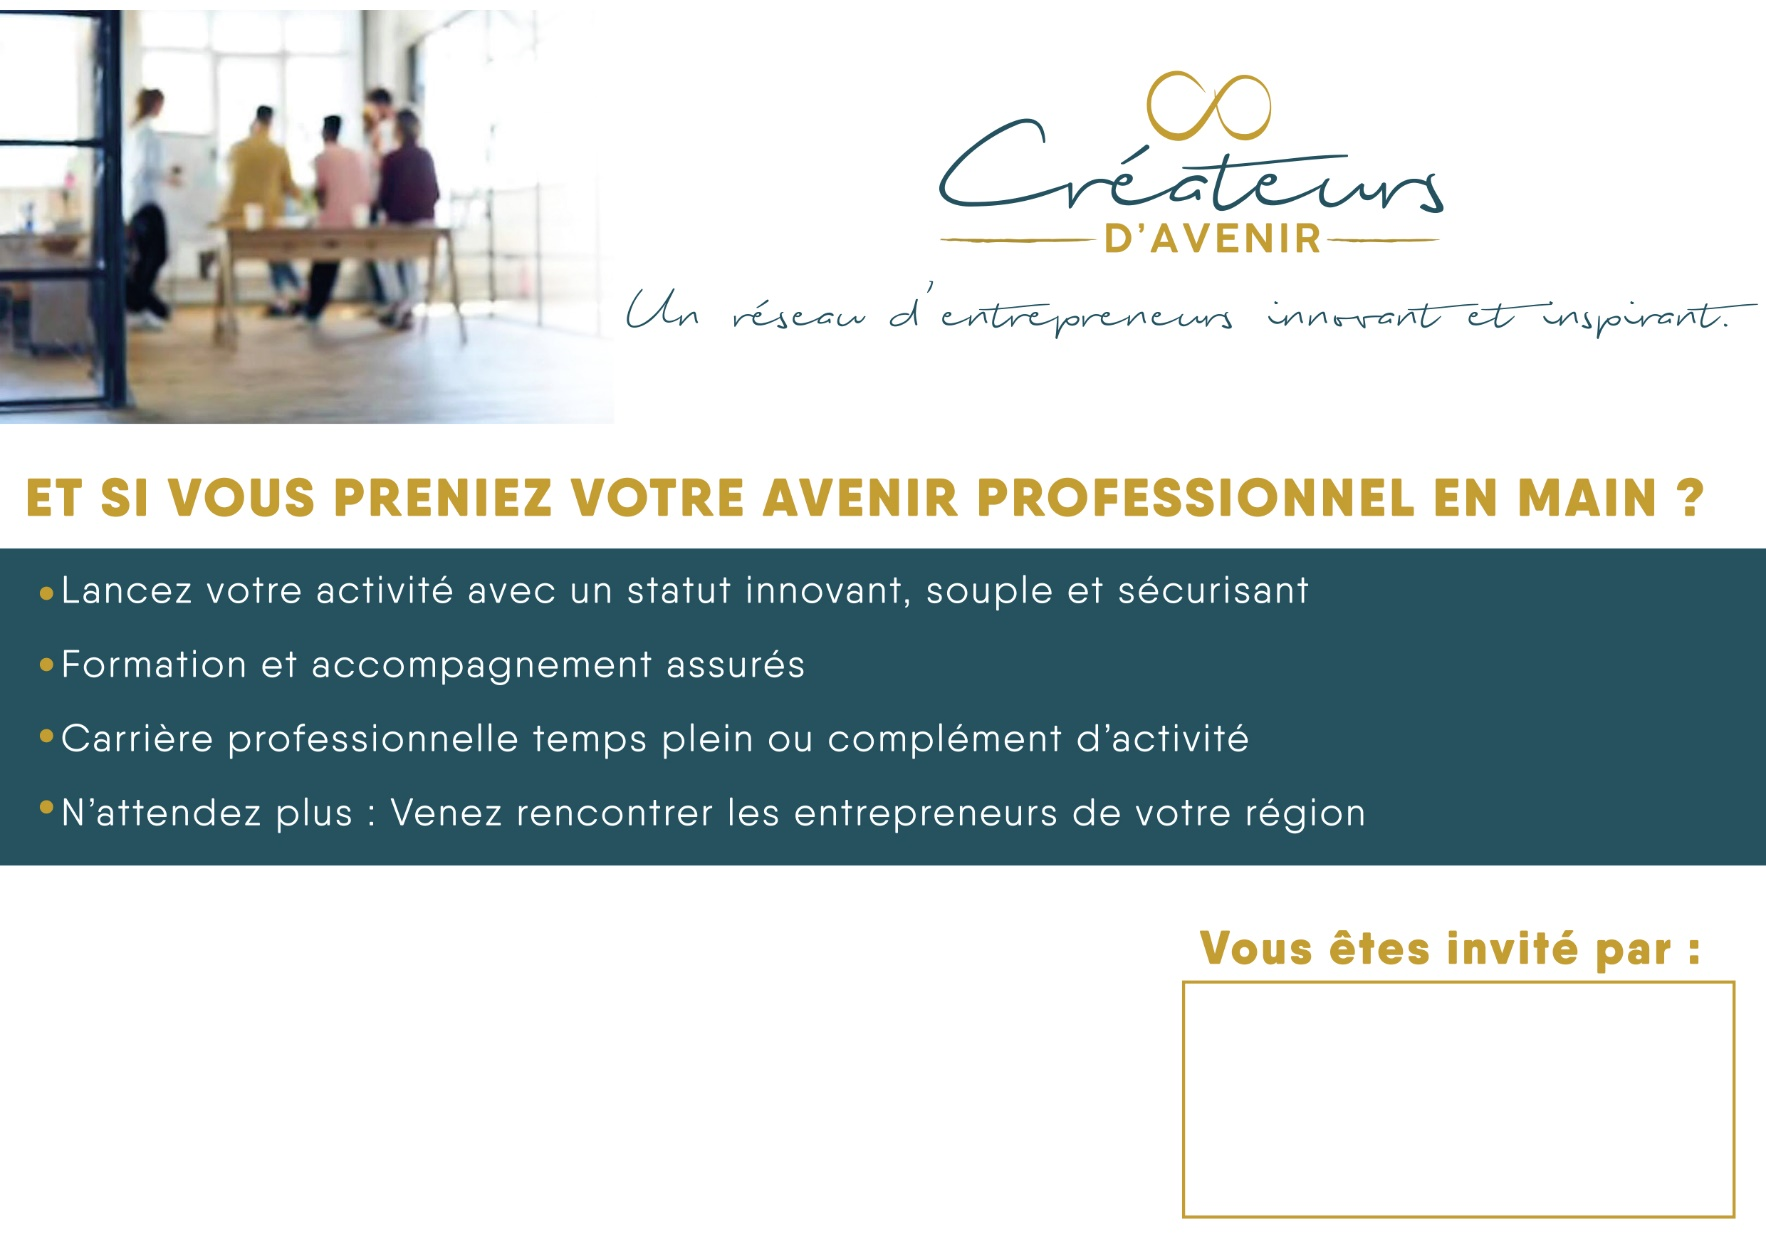 Créateurs
D'AVENIR
Un réseau d'entrepreneurs innovant et inspirant.
ET SI VOUS PRENIEZ VOTRE AVENIR PROFESSIONNEL EN MAIN ?
• Lancez votre activité avec un statut innovant, souple et sécurisant
• Formation et accompagnement assurés
• Carrière professionnelle temps plein ou complément d’activité
• N’attendez plus : Venez rencontrer les entrepreneurs de votre région
Vous êtes invité par :